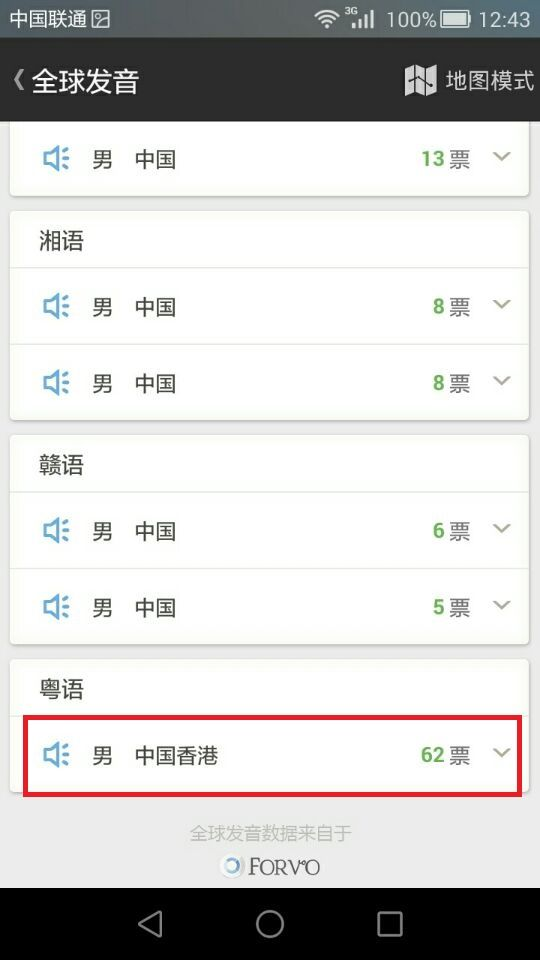 中国联通 3G 100% 12:43
全球发音 地图模式
男 中国 13 票
湘语
男 中国 8 票
男 中国 8 票
赣语
男 中国 6 票
男 中国 5 票
粤语
男 中国香港 62 票
全球发音数据来自于
FORVO